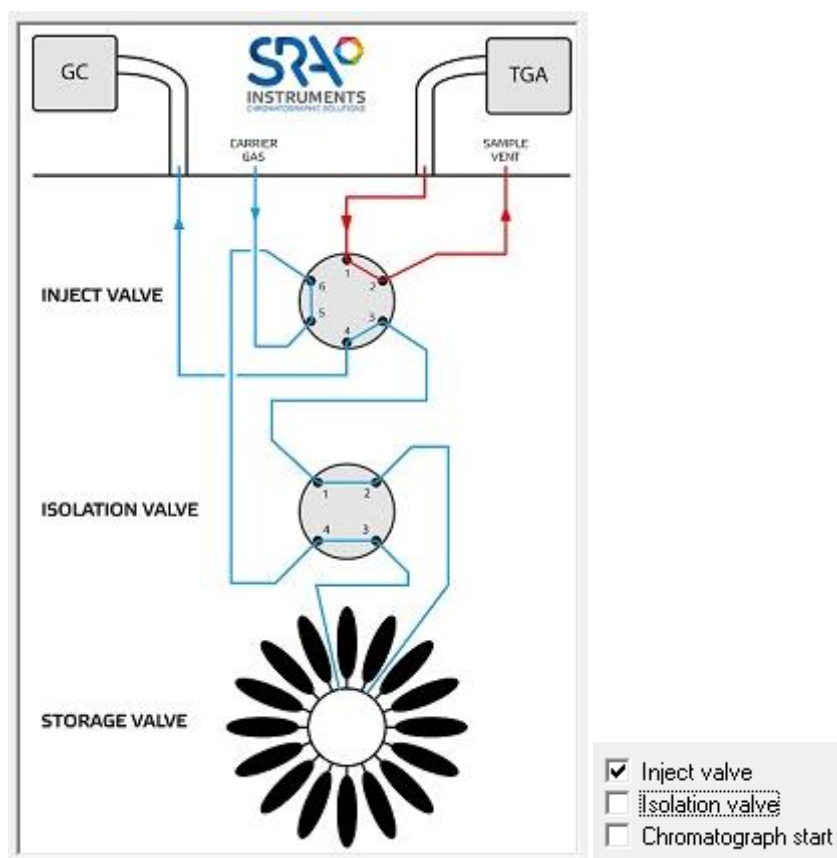 GC
SRA
INSTRUMENTS
CHROMATOGRAPHIC SOLUTIONS
TGA
CARRIER
GAS
SAMPLE
VENT
INJECT VALVE
1
2
3
4
5
6
ISOLATION VALVE
1
2
3
4
STORAGE VALVE
Inject valve
Isolation valve
Chromatograph start